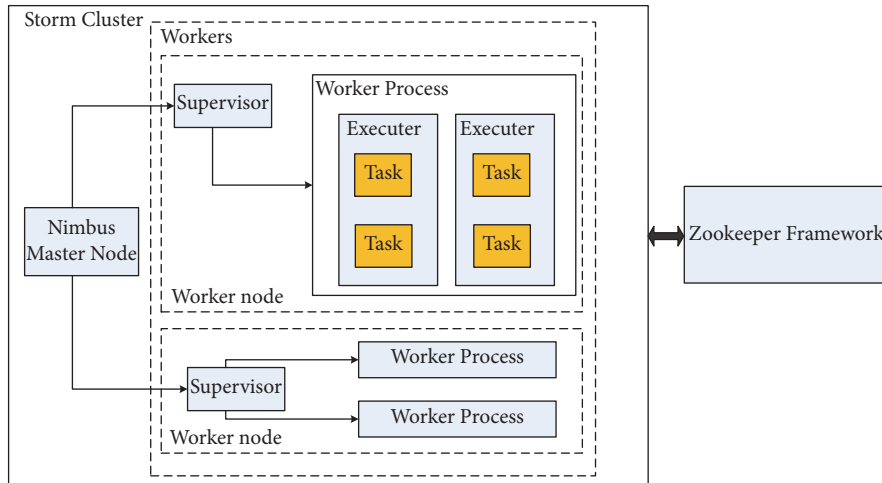 Storm Cluster
Workers
Supervisor
Worker Process
Executer
Executer
Task
Task
Task
Task
Nimbus
Master Node
Worker node
Zookeeper Framework
Supervisor
Worker Process
Worker Process
Worker node